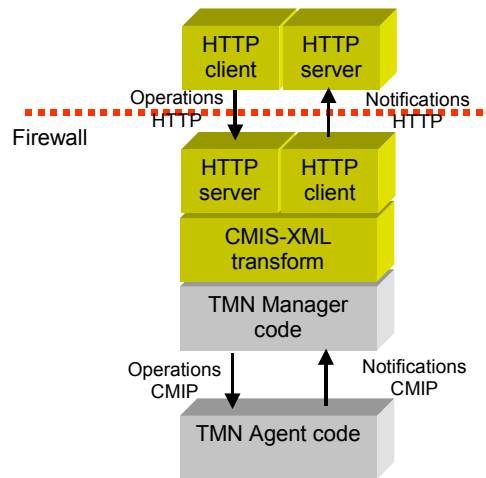 HTTP client
HTTP server
Operations
HTTP
Notifications
HTTP
Firewall
HTTP server
HTTP client
CMIS-XML
transform
TMN Manager
code
Operations
CMIP
Notifications
CMIP
TMN Agent code